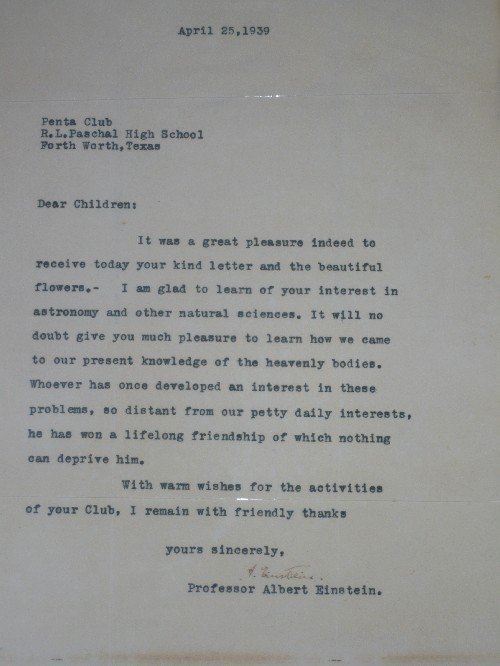 April 25,1939
Penta Club
R.L.Paschal High School
Forth Worth,Texas
Dear Children:
It was a great pleasure indeed to
receive today your kind letter and the beautiful
flowers.- I am glad to learn of your interest in
astronomy and other natural sciences. It will no
doubt give you much pleasure to learn how we came
to our present knowledge of the heavenly bodies.
Whoever has once developed an interest in these
problems, so distant from our petty daily interests,
he has won a lifelong friendship of which nothing
can deprive him.
With warm wishes for the activities
of your Club, I remain with friendly thanks
yours sincerely,
A. Einstein.
Professor Albert Einstein.